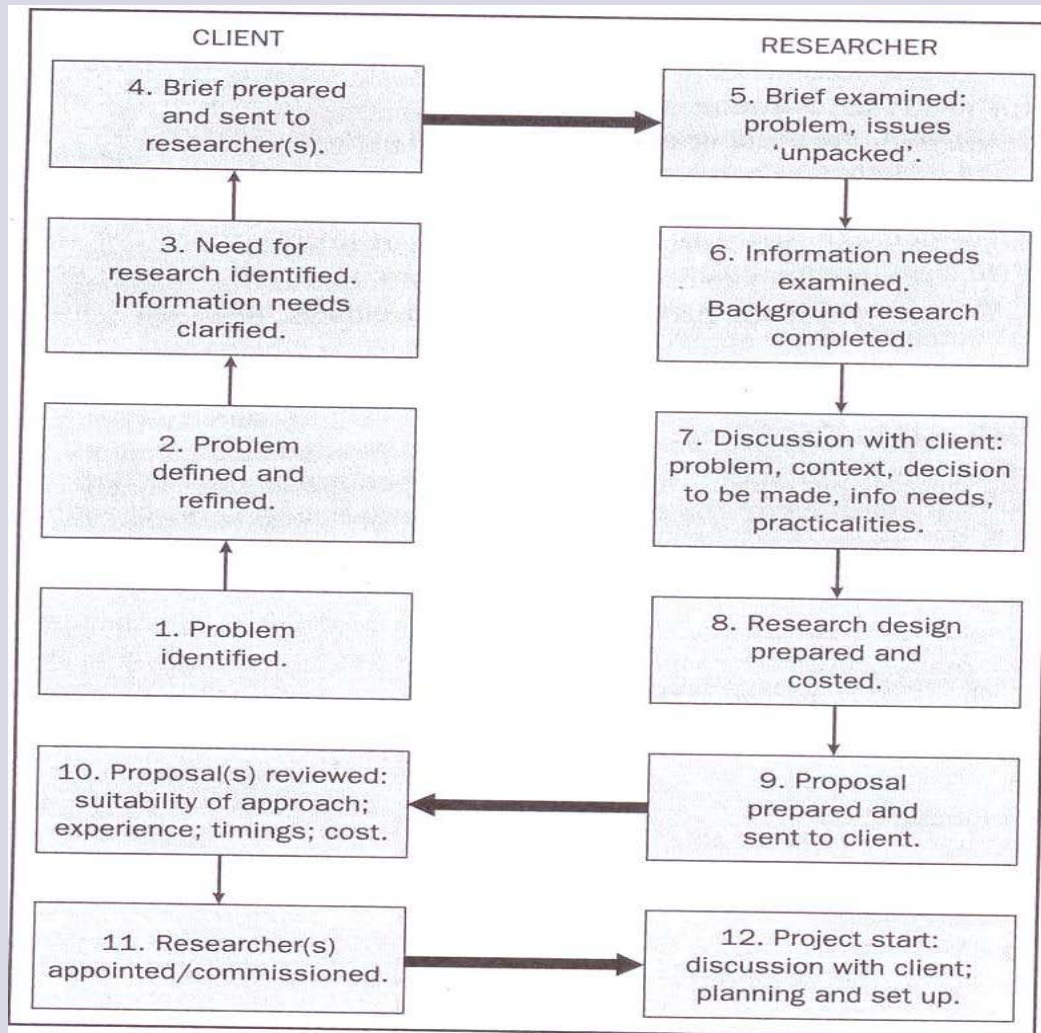 CLIENT
RESEARCHER
4. Brief prepared
and sent to
researcher(s).
5. Brief examined:
problem, issues
‘unpacked’.
3. Need for
research identified.
Information needs
clarified.
6. Information needs
examined.
Background research
completed.
2. Problem
defined and
refined.
7. Discussion with client:
problem, context, decision
to be made, info needs,
practicalities.
1. Problem
identified.
8. Research design
prepared and
costed.
10. Proposal(s) reviewed:
suitability of approach;
experience; timings; cost.
9. Proposal
prepared and
sent to client.
11. Researcher(s)
appointed/commissioned.
12. Project start:
discussion with client;
planning and set up.